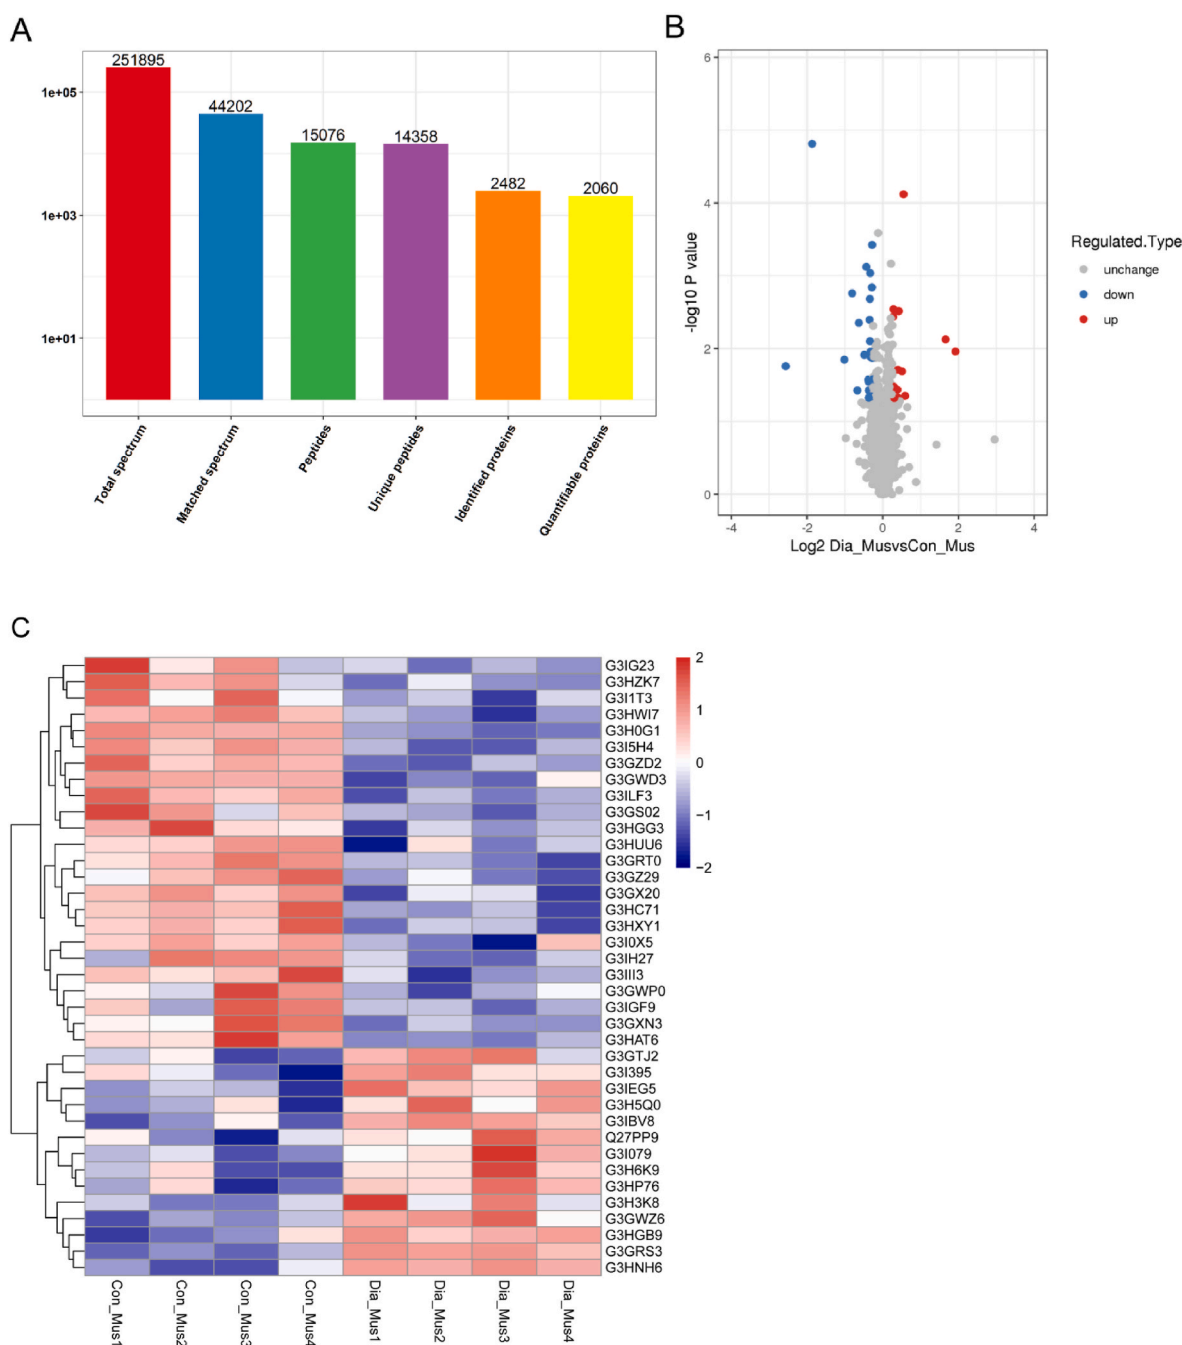 A
251895
44202
15076
14358
2482
2060
1e+05
1e+03
1e+01
Total spectrum
Matched spectrum
Peptides
Unique peptides
Identified proteins
Quantifiable proteins
B
6
4
2
0
-log10 P value
-4
-2
0
2
4
Log2 Dia_MusvsCon_Mus
Regulated.Type
unchange
down
up
C
G3IG23
G3HZK7
G3I1T3
G3HWI7
G3H0G1
G3I5H4
G3GZD2
G3GWD3
G3ILF3
G3GS02
G3HGG3
G3HUU6
G3GRT0
G3GZ29
G3GX20
G3HC71
G3HXY1
G3I0X5
G3IH27
G3III3
G3GWP0
G3IGF9
G3GXN3
G3HAT6
G3GTJ2
G3I395
G3IEG5
G3H5Q0
G3IBV8
Q27PP9
G3I079
G3H6K9
G3HP76
G3H3K8
G3GWZ6
G3HGB9
G3GRS3
G3HNH6
2
1
0
−1
−2
Con_Mus1
Con_Mus2
Con_Mus3
Con_Mus4
Dia_Mus1
Dia_Mus2
Dia_Mus3
Dia_Mus4